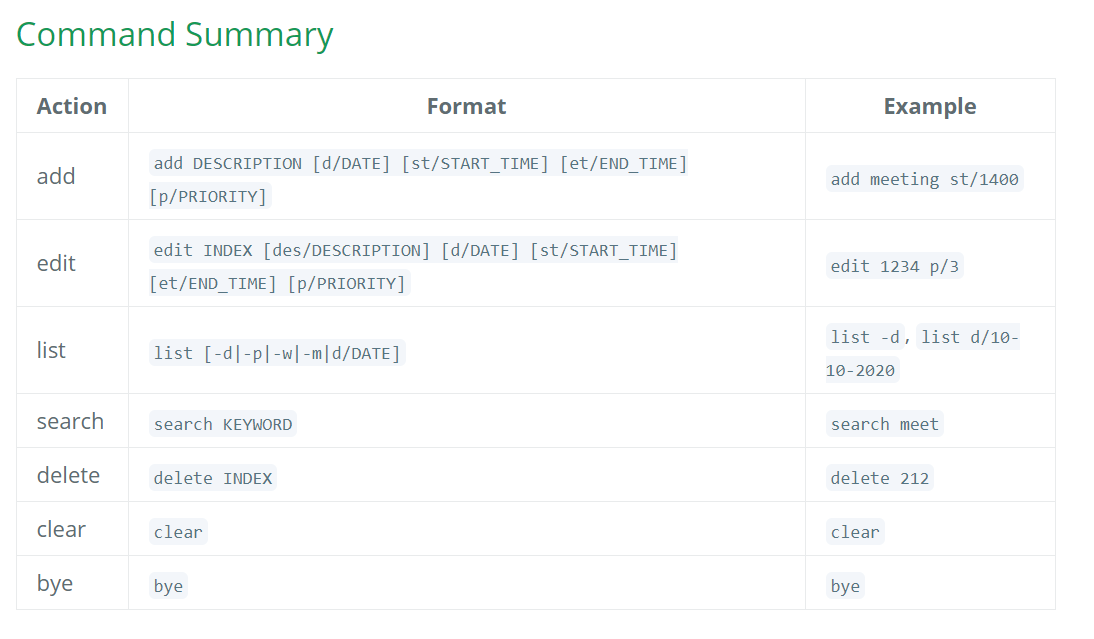 Command Summary
Action Format Example
add add DESCRIPTION [d/DATE] [st/START_TIME] [et/END_TIME] [p/PRIORITY] add meeting st/1400
edit edit INDEX [des/DESCRIPTION] [d/DATE] [st/START_TIME] [et/END_TIME] [p/PRIORITY] edit 1234 p/3
list list [-d|-p|-w|-m|d/DATE] list -d, list d/10-10-2020
search search KEYWORD search meet
delete delete INDEX delete 212
clear clear clear
bye bye bye